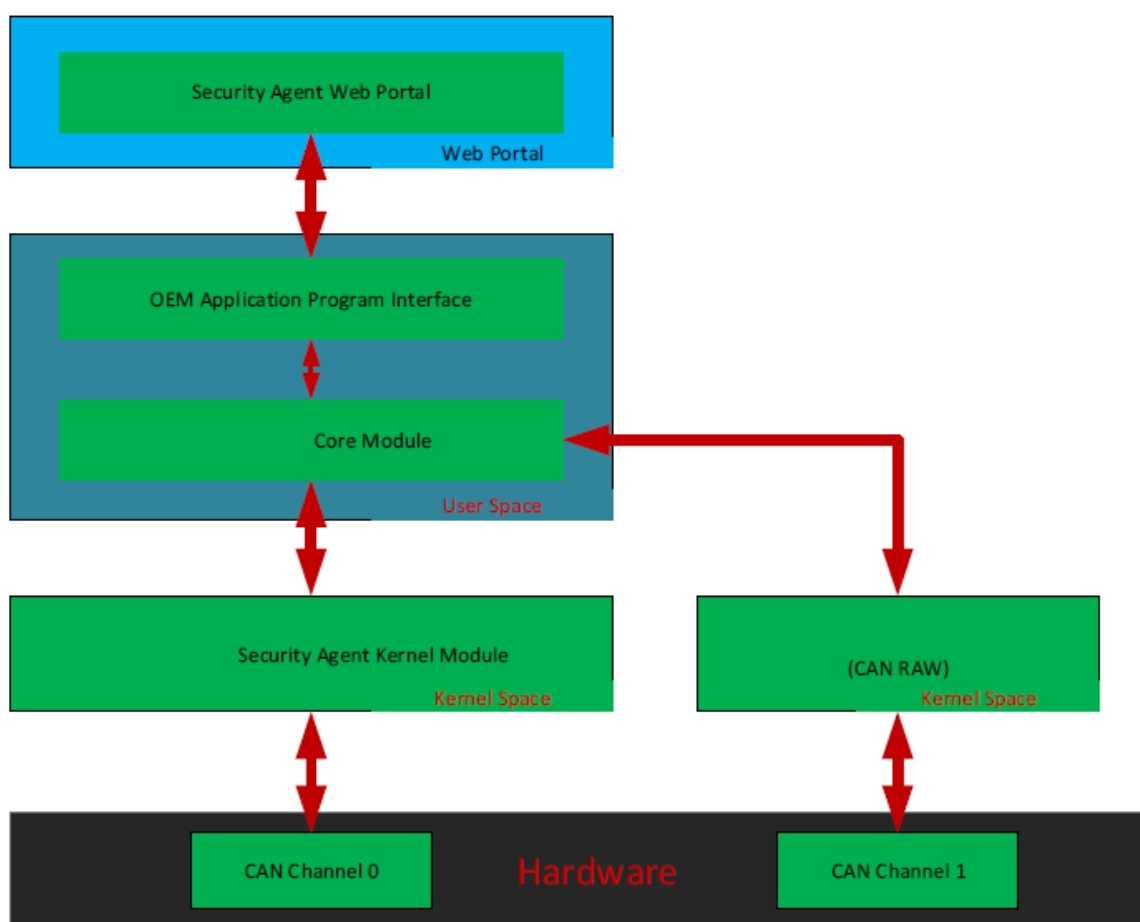 Security Agent Web Portal
Web Portal
OEM Application Program Interface
Core Module
User Space
Security Agent Kernel Module
Kernel Space
(CAN RAW)
Kernel Space
CAN Channel 0
Hardware
CAN Channel 1